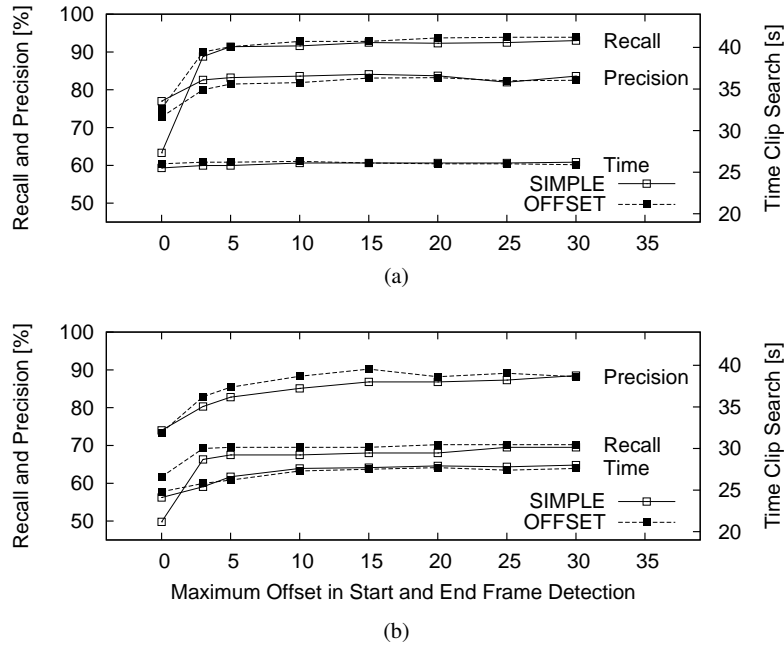 100
90
80
70
60
50
Recall and Precision [%]
40
35
30
25
20
Time Clip Search [s]
Recall
Precision
Time
SIMPLE
OFFSET
0 5 10 15 20 25 30 35
(a)
100
90
80
70
60
50
Recall and Precision [%]
40
35
30
25
20
Time Clip Search [s]
Precision
Recall
Time
SIMPLE
OFFSET
0 5 10 15 20 25 30 35
Maximum Offset in Start and End Frame Detection
(b)